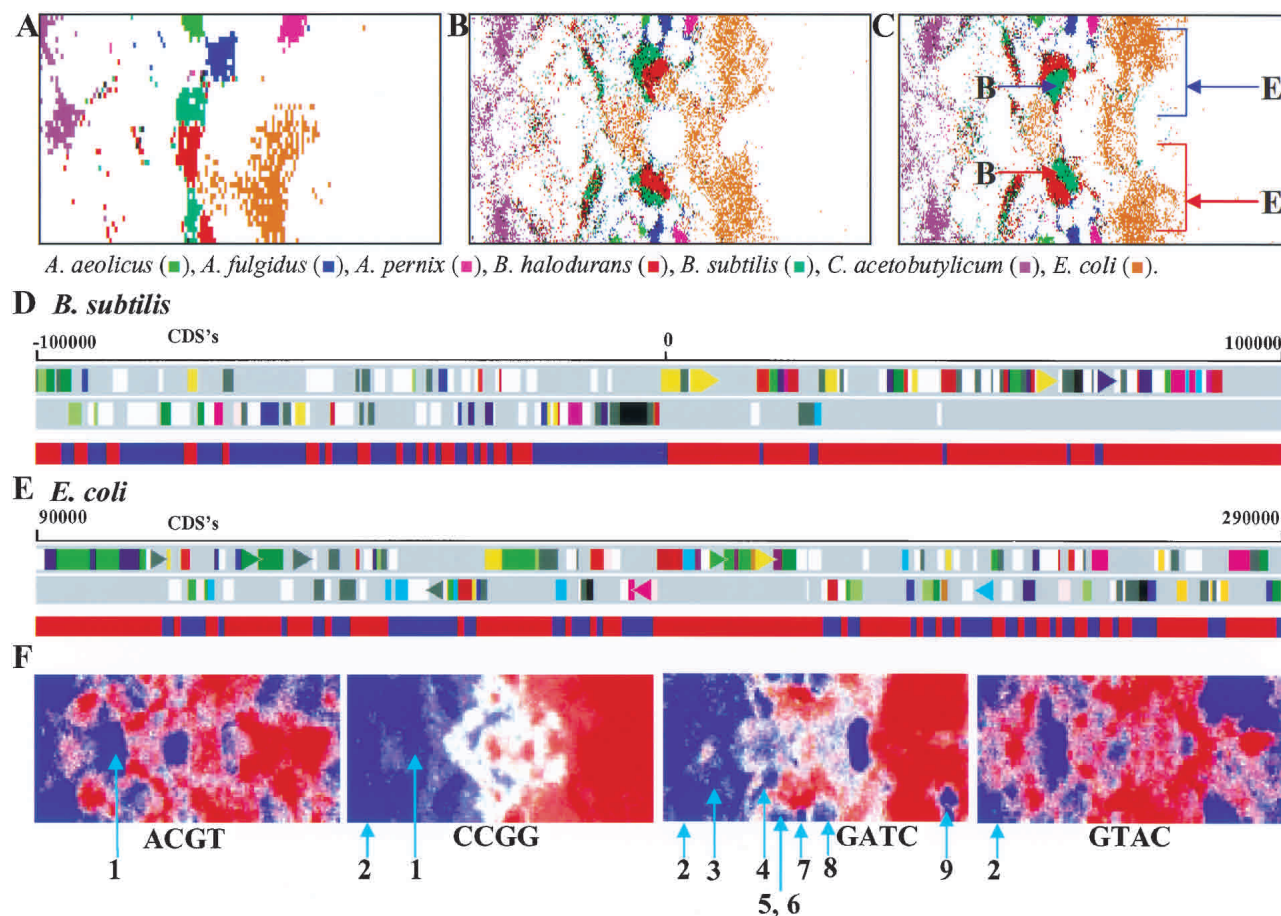 A B C
B E
B E
A. aeolicus (■), A. fulgidus (■), A. pernix (■), B. halodurans (■), B. subtilis (■), C. acetobutylicum (■), E. coli (■).
D B. subtilis
-100000 CDS's 0 100000
E E. coli
90000 CDS's 290000
F
ACGT CCGG GATC GTAC
1 2 1 2 3 4 7 8 9 2
5, 6